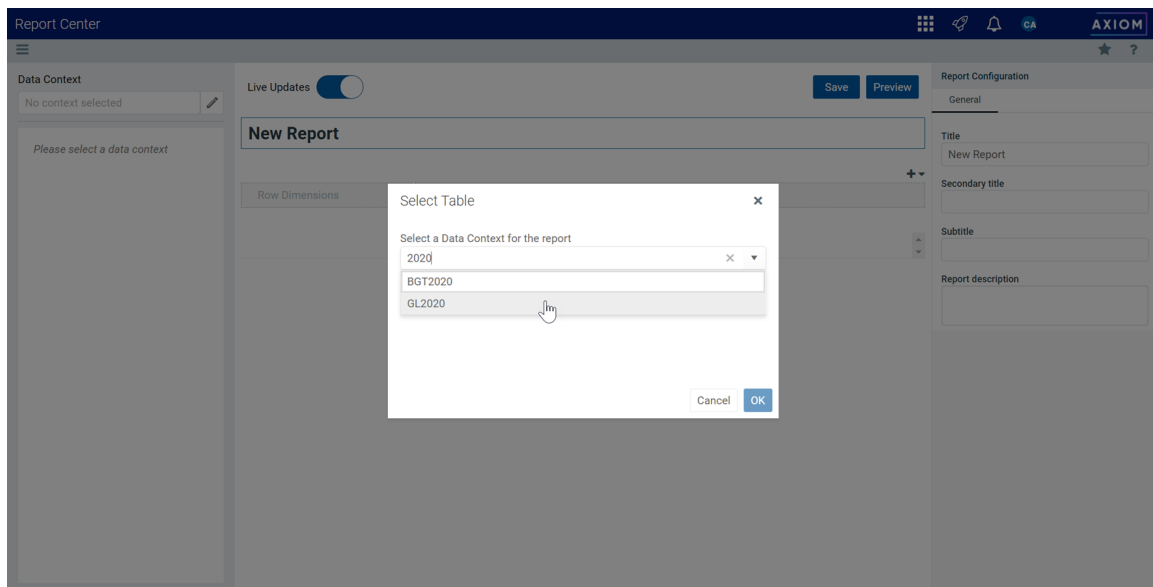 Report Center
CA
AXIOM
?
Data Context
No context selected
Please select a data context
Live Updates
Save
Preview
New Report
Row Dimensions
Select Table
Select a Data Context for the report
2020
BGT2020
GL2020
Cancel
OK
Report Configuration
General
Title
New Report
Secondary title
Subtitle
Report description